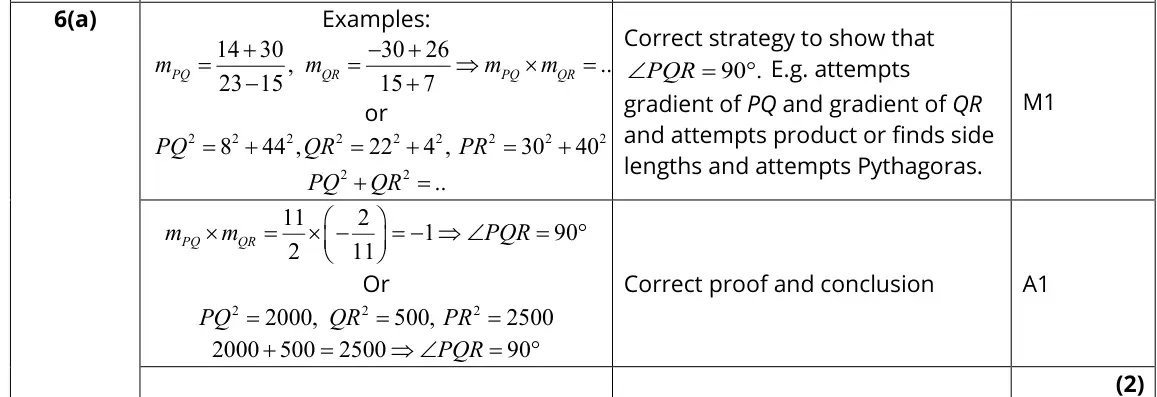 6(a)
Examples:
m_PQ = (14 + 30)/(23 − 15), m_QR = (−30 + 26)/(15 + 7) ⇒ m_PQ × m_QR = ..
or
PQ² = 8² + 44², QR² = 22² + 4², PR² = 30² + 40²
PQ² + QR² = ..
Correct strategy to show that
∠PQR = 90°. E.g. attempts
gradient of PQ and gradient of QR
and attempts product or finds side
lengths and attempts Pythagoras.
M1
m_PQ × m_QR = 11/2 × (−2/11) = −1 ⇒ ∠PQR = 90°
Or
PQ² = 2000, QR² = 500, PR² = 2500
2000 + 500 = 2500 ⇒ ∠PQR = 90°
Correct proof and conclusion
A1
(2)